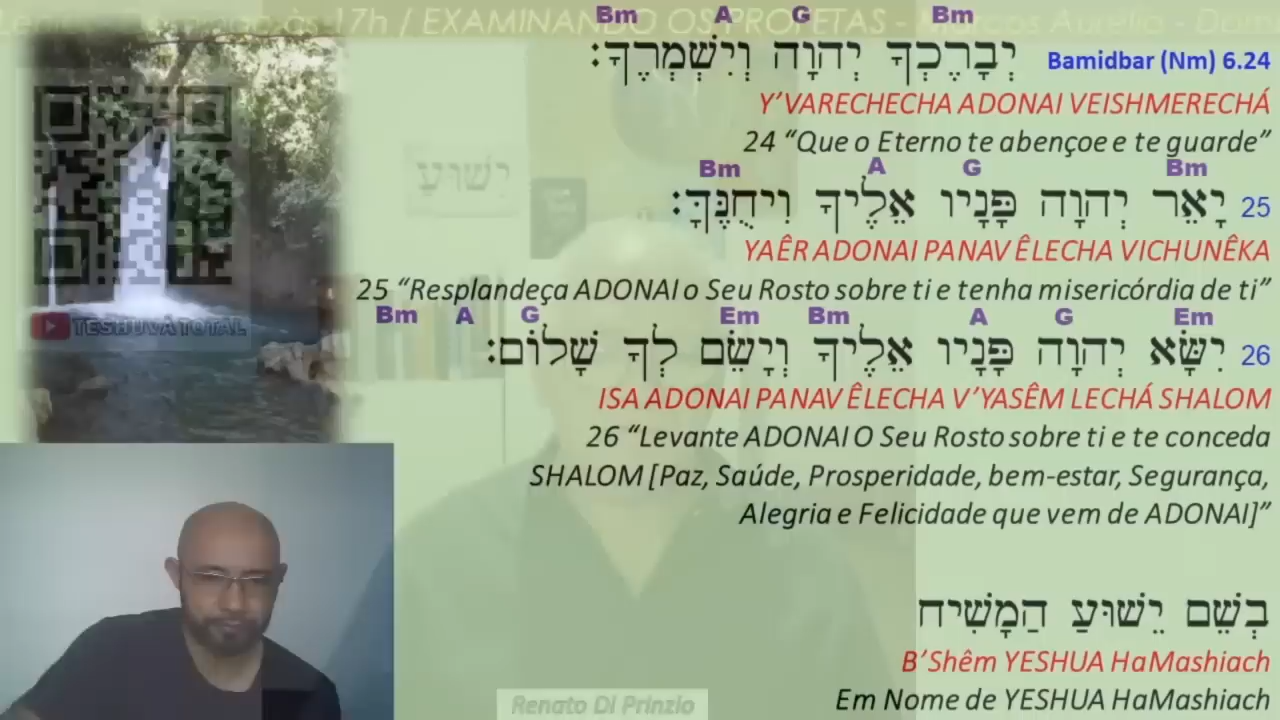 17h / EXAMINANDO OS PROFETAS - Marcos Aurelio - Dom
Bm A G Bm
יְבָרֶכְךָ יְהוָה וְיִשְׁמְרֶךָ׃
Bamidbar (Nm) 6.24
Y’VARECHECHA ADONAI VEISHMERECHÁ
24 “Que o Eterno te abençoe e te guarde”
Bm A G Bm
25 יָאֵר יְהוָה פָּנָיו אֵלֶיךָ וִיחֻנֶּךָּ׃
YAÊR ADONAI PANAV ÊLECHA VICHUNÊKA
25 “Resplandeça ADONAI o Seu Rosto sobre ti e tenha misericórdia de ti”
Bm A G Em Bm A G Em
26 יִשָּׂא יְהוָה פָּנָיו אֵלֶיךָ וְיָשֵׂם לְךָ שָׁלוֹם׃
ISA ADONAI PANAV ÊLECHA V’YASÊM LECHÁ SHALOM
26 “Levante ADONAI O Seu Rosto sobre ti e te conceda
SHALOM [Paz, Saúde, Prosperidade, bem-estar, Segurança,
Alegria e Felicidade que vem de ADONAI]”
בְשֵׁם יֵשׁוּעַ הַמָשִׁיח
B’Shêm YESHUA HaMashiach
Em Nome de YESHUA HaMashiach
ישוע
TESHUVÁ TOTAL
Renato Di Prinzio